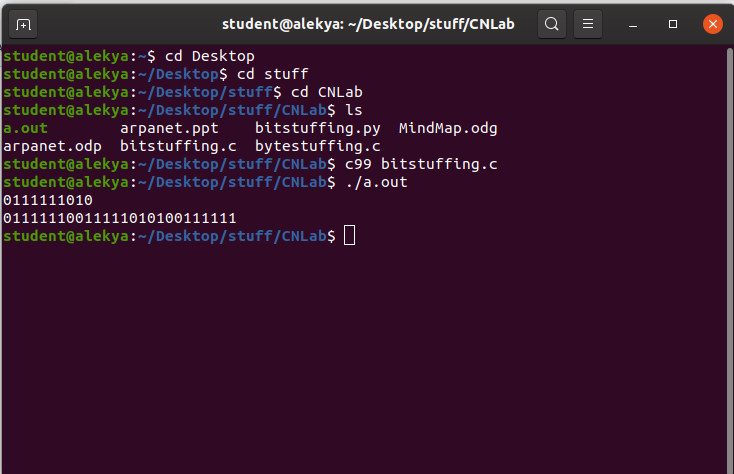 student@alekya: ~/Desktop/stuff/CNLab
student@alekya:~$ cd Desktop
student@alekya:~/Desktop$ cd stuff
student@alekya:~/Desktop/stuff$ cd CNLab
student@alekya:~/Desktop/stuff/CNLab$ ls
a.out arpanet.ppt bitstuffing.py MindMap.odg
arpanet.odp bitstuffing.c bytestuffing.c
student@alekya:~/Desktop/stuff/CNLab$ c99 bitstuffing.c
student@alekya:~/Desktop/stuff/CNLab$ ./a.out
0111111010
01111110011111010100111111
student@alekya:~/Desktop/stuff/CNLab$